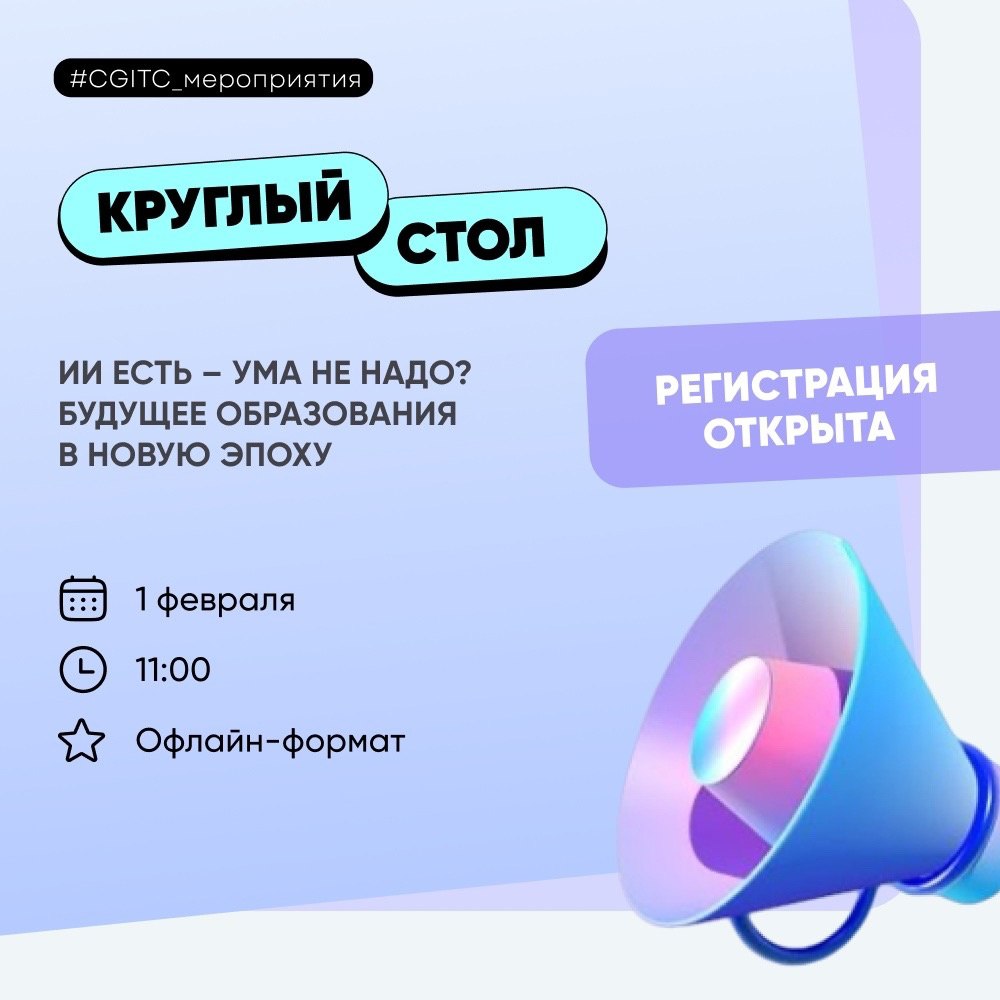 #CGITC_мероприятия
КРУГЛЫЙ
СТОЛ
ИИ ЕСТЬ – УМА НЕ НАДО?
БУДУЩЕЕ ОБРАЗОВАНИЯ
В НОВУЮ ЭПОХУ
РЕГИСТРАЦИЯ
ОТКРЫТА
1 февраля
11:00
Офлайн-формат